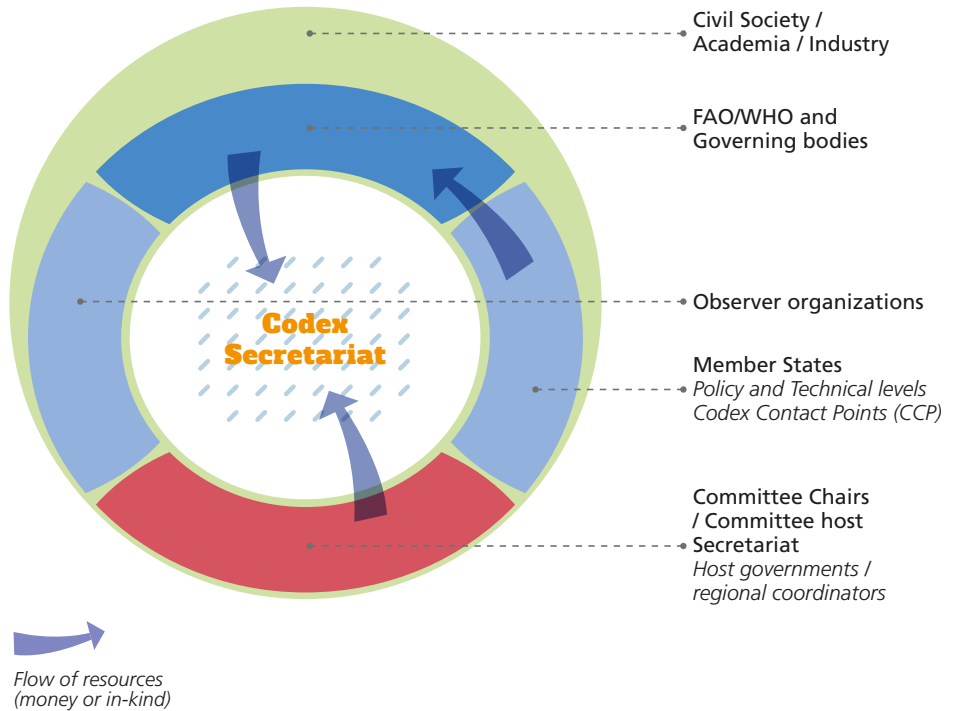 Civil Society /
Academia / Industry
FAO/WHO and
Governing bodies
Codex
Secretariat
Observer organizations
Member States
Policy and Technical levels
Codex Contact Points (CCP)
Committee Chairs
/ Committee host
Secretariat
Host governments /
regional coordinators
Flow of resources
(money or in-kind)